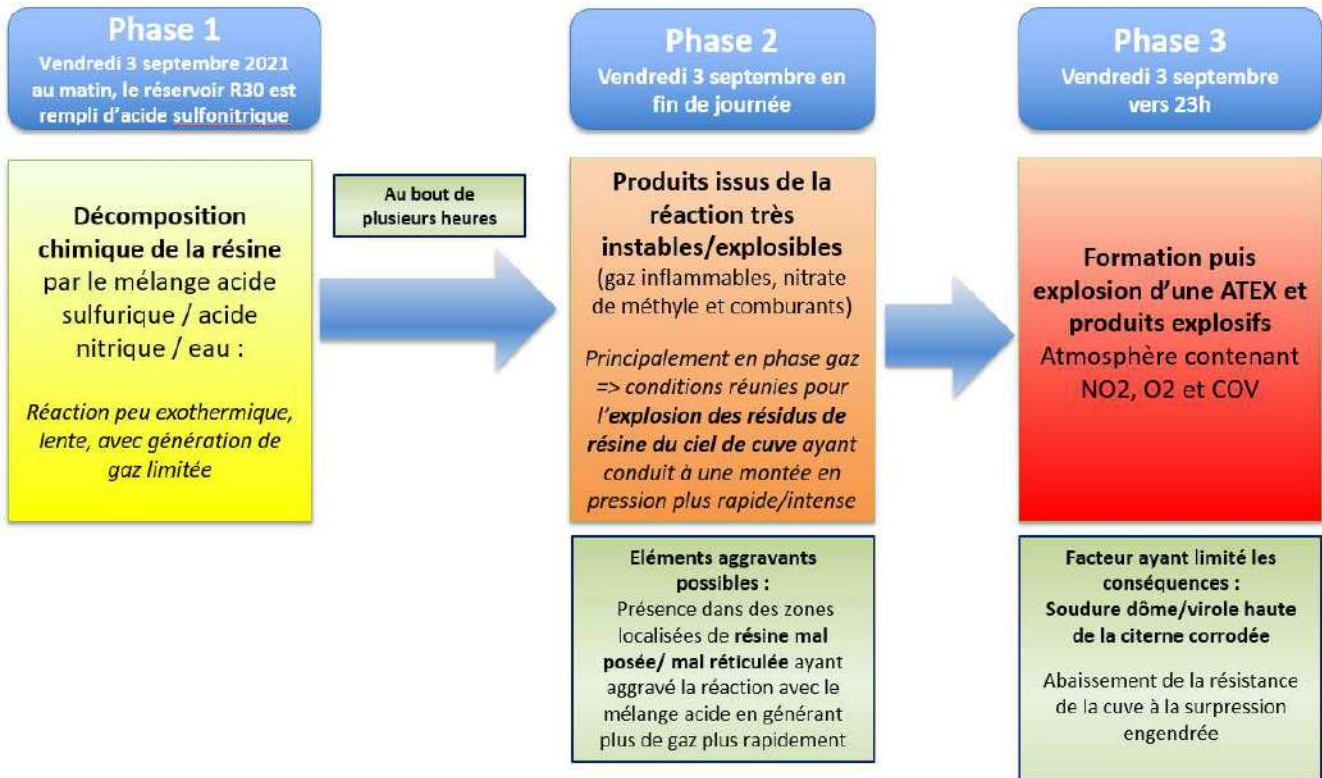 Phase 1
Vendredi 3 septembre 2021
au matin, le réservoir R30 est
rempli d'acide sulfonitrique
Décomposition
chimique de la résine
par le mélange acide
sulfurique / acide
nitrique / eau :
Réaction peu exothermique,
lente, avec génération de
gaz limitée
Au bout de
plusieurs heures
Phase 2
Vendredi 3 septembre en
fin de journée
Produits issus de la
réaction très
instables/explosibles
(gaz inflammables, nitrate
de méthyle et comburants)
Principalement en phase gaz
=> conditions réunies pour
l'explosion des résidus de
résine du ciel de cuve ayant
conduit à une montée en
pression plus rapide/intense
Eléments aggravants
possibles :
Présence dans des zones
localisées de résine mal
posée/ mal réticulée ayant
aggravé la réaction avec le
mélange acide en générant
plus de gaz plus rapidement
Phase 3
Vendredi 3 septembre
vers 23h
Formation puis
explosion d'une ATEX et
produits explosifs
Atmosphère contenant
NO2, O2 et COV
Facteur ayant limité les
conséquences :
Soudure dôme/virole haute
de la citerne corrodée
Abaissement de la résistance
de la cuve à la surpression
engendrée